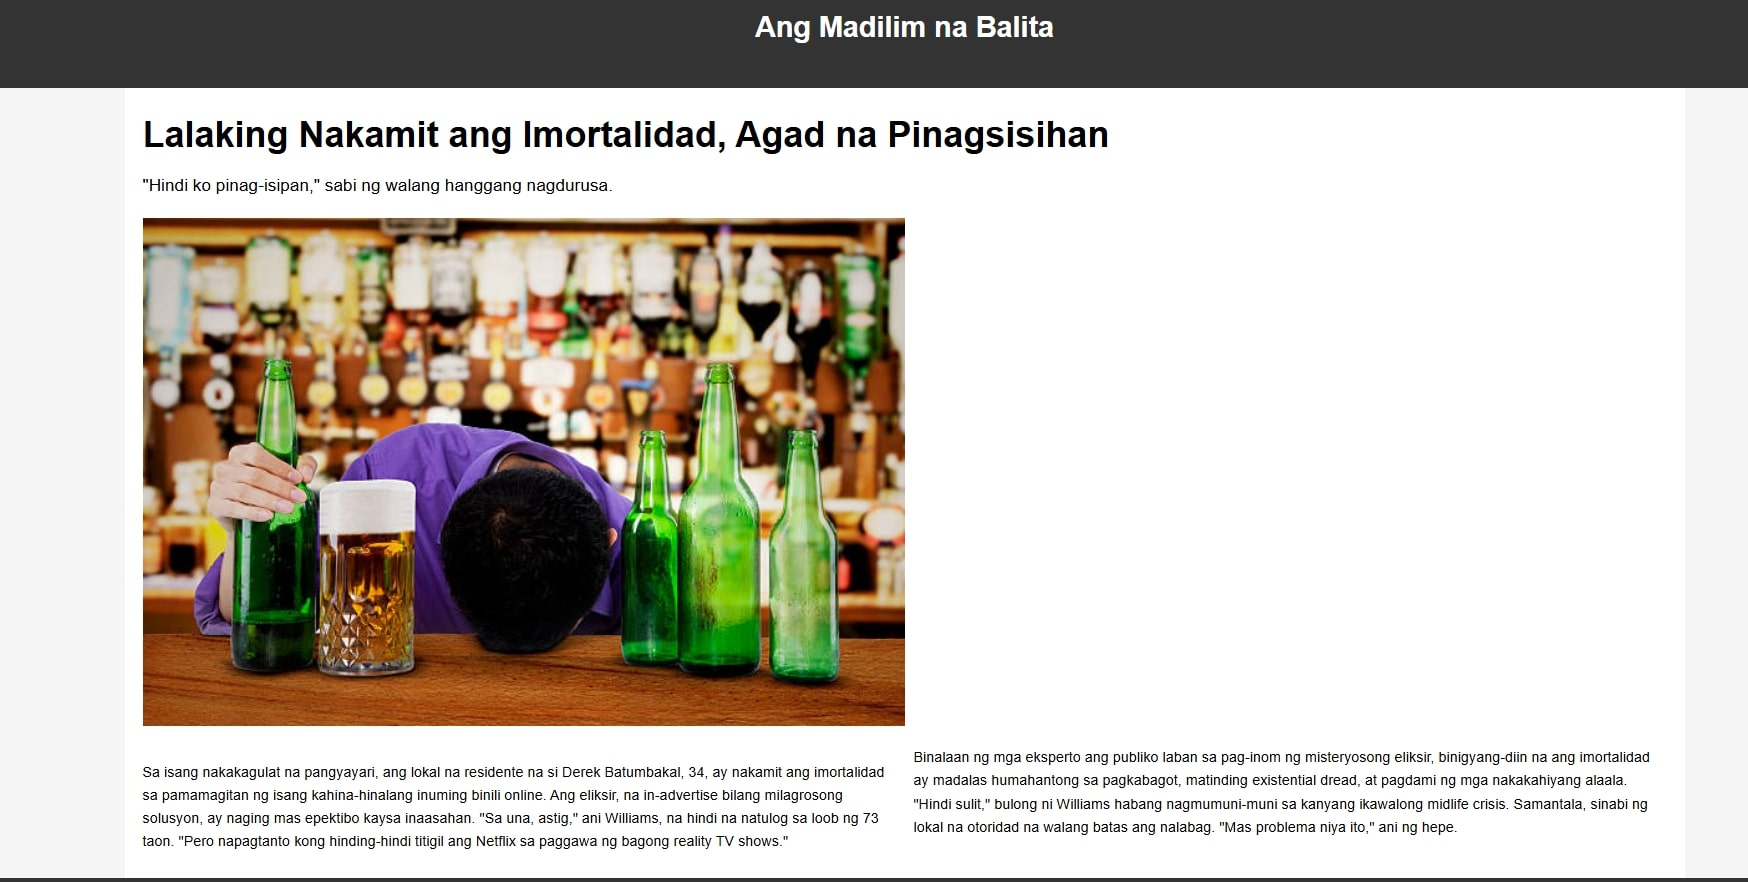 Ang Madilim na Balita
Lalaking Nakamit ang Imortalidad, Agad na Pinagsisihan
"Hindi ko pinag-isipan," sabi ng walang hanggang nagdurusa.
Sa isang nakakagulat na pangyayari, ang lokal na residente na si Derek Batumbakal, 34, ay nakamit ang imortalidad
sa pamamagitan ng isang kahina-hinalang inuming binili online. Ang eliksir, na in-advertise bilang milagrosong
solusyon, ay naging mas epektibo kaysa inaasahan. "Sa una, astig," ani Williams, na hindi na natulog sa loob ng 73
taon. "Pero napagtanto kong hinding-hindi titigil ang Netflix sa paggawa ng bagong reality TV shows."
Binalaan ng mga eksperto ang publiko laban sa pag-inom ng misteryosong eliksir, binigyang-diin na ang imortalidad
ay madalas humahantong sa pagkabagot, matinding existential dread, at pagdami ng mga nakakahiyang alaala.
"Hindi sulit," bulong ni Williams habang nagmumuni-muni sa kanyang ikawalong midlife crisis. Samantala, sinabi ng
lokal na otoridad na walang batas ang nalabag. "Mas problema niya ito," ani ng hepe.